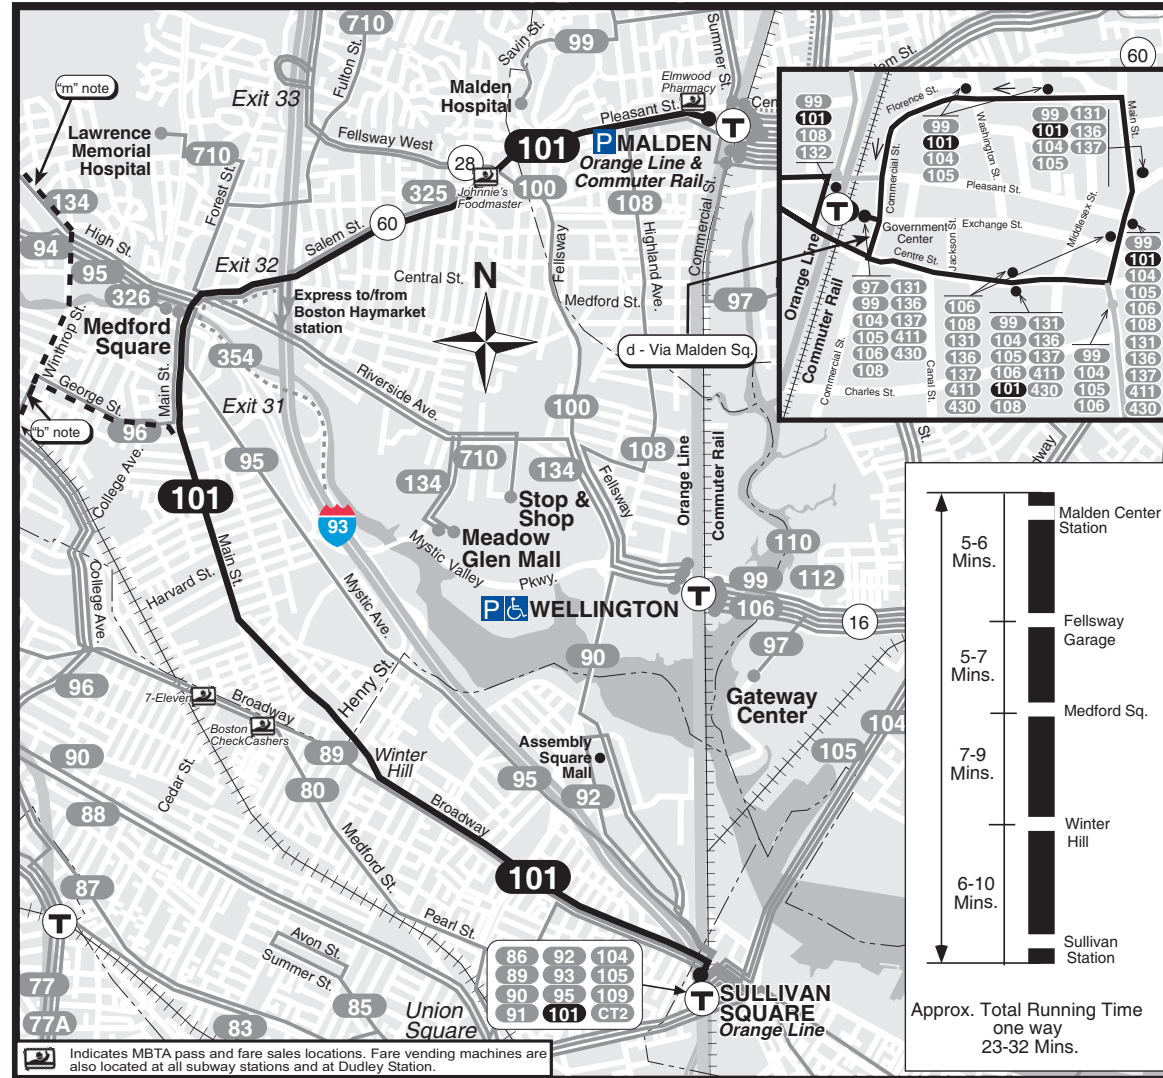 710
99
Savin St.
Summer St.
Fulton St.
Exit 33
Malden
Hospital
Elmwood
Pharmacy
Pleasant St.
T
“m” note
Lawrence
Memorial
Hospital
Fellsway West
101
P MALDEN
Orange Line &
Commuter Rail
28
Johnnie's
Foodmaster
325
100
108
710
Forest St.
134
60
Salem St.
High St.
94
95
Exit 32
Central St.
N
Fellsway
Highland Ave.
Commercial St.
Medford St.
97
326
Express to/from
Boston Haymarket
station
Medford
Square
Winthrop St.
Main St.
354
Riverside Ave.
d - Via Malden Sq.
George St.
Exit 31
“b” note
96
100
College Ave.
95
710
134
134
108
Fellsway
Orange Line
Commuter Rail
101
Stop &
Shop
93
Meadow
Glen Mall
Mystic Valley
Pkwy.
110
112
99
106
P WELLINGTON
T
16
Main St.
Harvard St.
College Ave.
Mystic Ave.
97
90
Gateway
Center
Henry St.
96
7-Eleven
Broadway
Boston
CheckCashers
89
Winter
Hill
Assembly
Square
Mall
104
105
90
Cedar St.
80
95
92
Broadway
88
Medford St.
101
87
T
Pearl St.
Avon St.
Summer St.
77
77A
83
85
Union
Square
86 92 104
89 93 105
90 95 109
91 101 CT2
T
SULLIVAN
SQUARE
Orange Line
Indicates MBTA pass and fare sales locations. Fare vending machines are
also located at all subway stations and at Dudley Station.
60
99
101
108
132
Florence St.
99
101
104
105
99 131
101 136
104 137
105
Main St.
Washington St.
Commercial St.
Pleasant St.
T
Government
Center
Exchange St.
Jackson St.
Middlesex St.
Centre St.
Orange Line
Commuter Rail
97 131
99 136
104 137
105 411
106 430
108
106
108
131
136
137
411
430
99 131
104 136
105 137
106 411
101 430
108
99
104
105
106
99
101
104
105
106
108
131
136
137
411
430
Commercial St.
Charles St.
Canal St.
Malden Center
Station
5-6
Mins.
Fellsway
Garage
5-7
Mins.
Medford Sq.
7-9
Mins.
Winter
Hill
6-10
Mins.
Sullivan
Station
Approx. Total Running Time
one way
23-32 Mins.